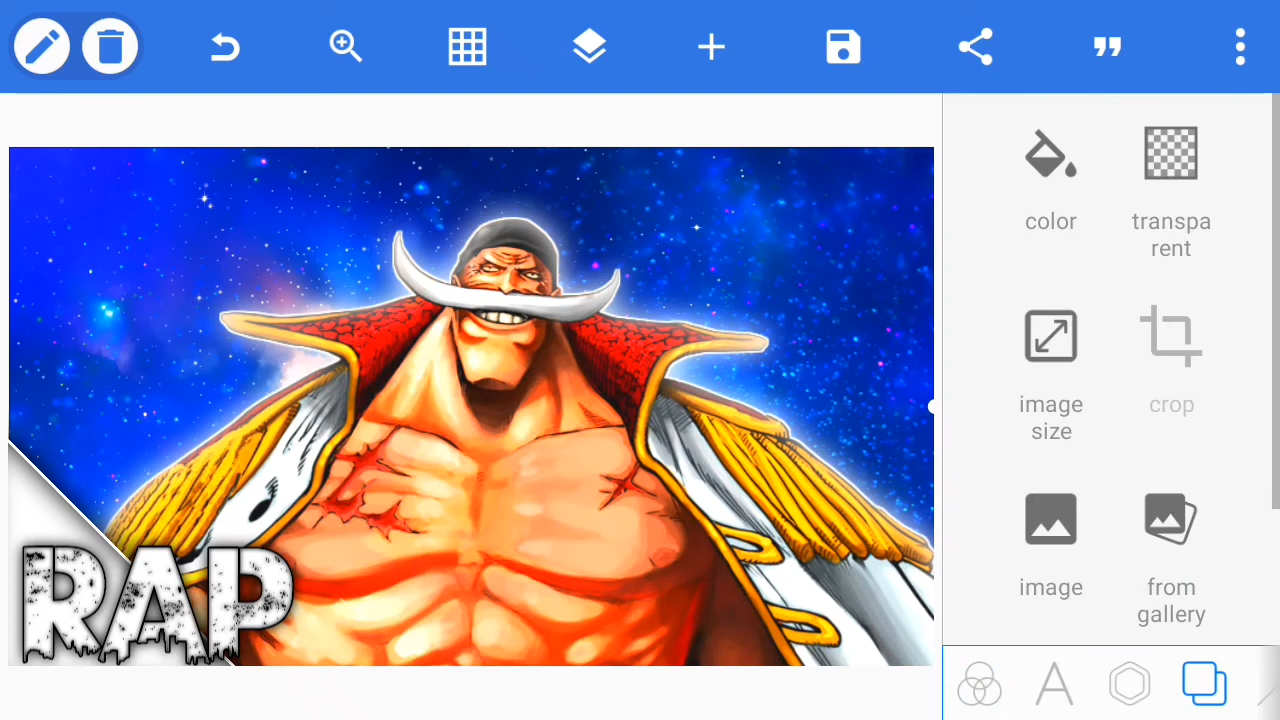 color
transpa
rent
image
size
crop
image
from
gallery
RAP